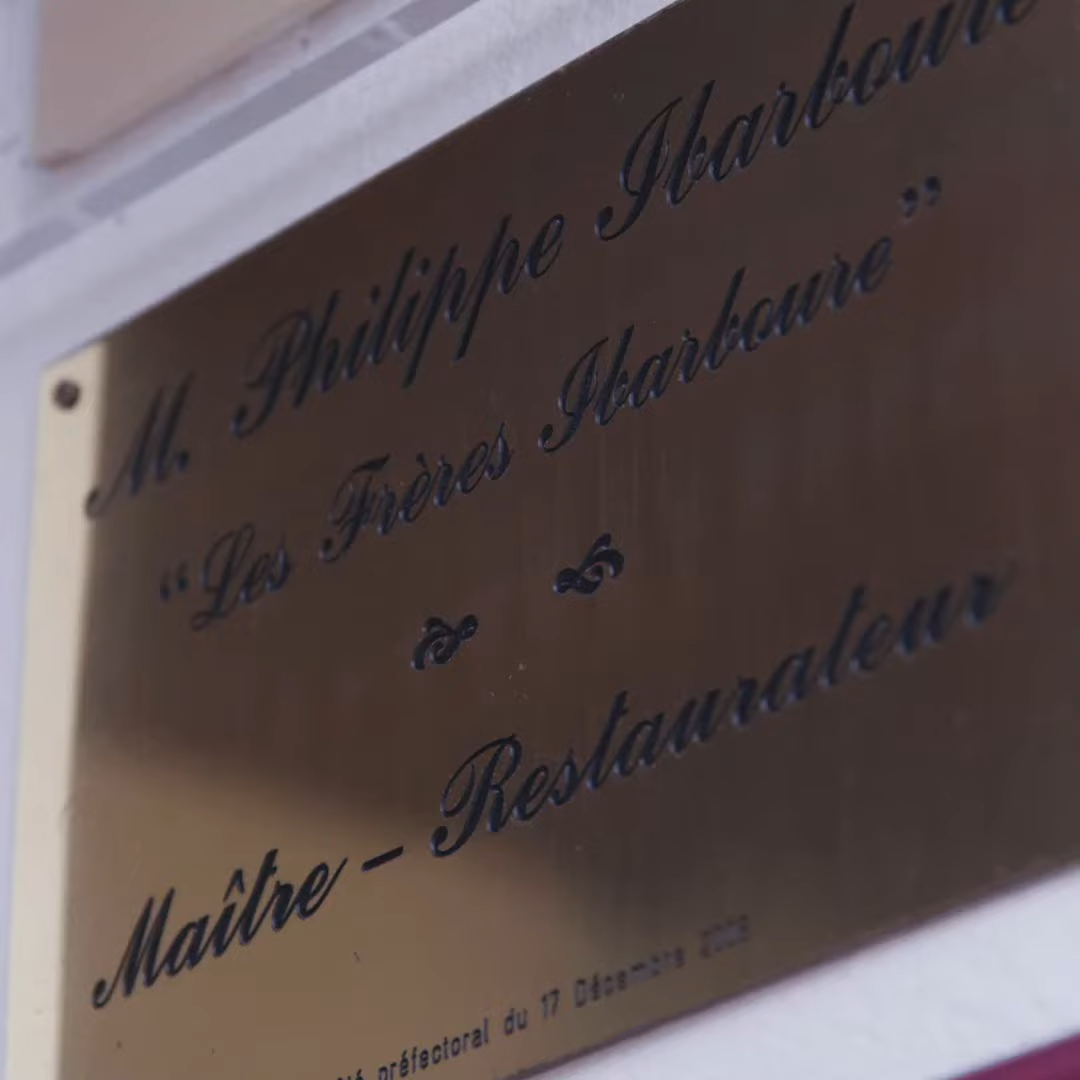 M. Philippe Ibarboure
“Les Frères Ibarboure”
Maître – Restaurateur
préfectoral du 17 Décembre